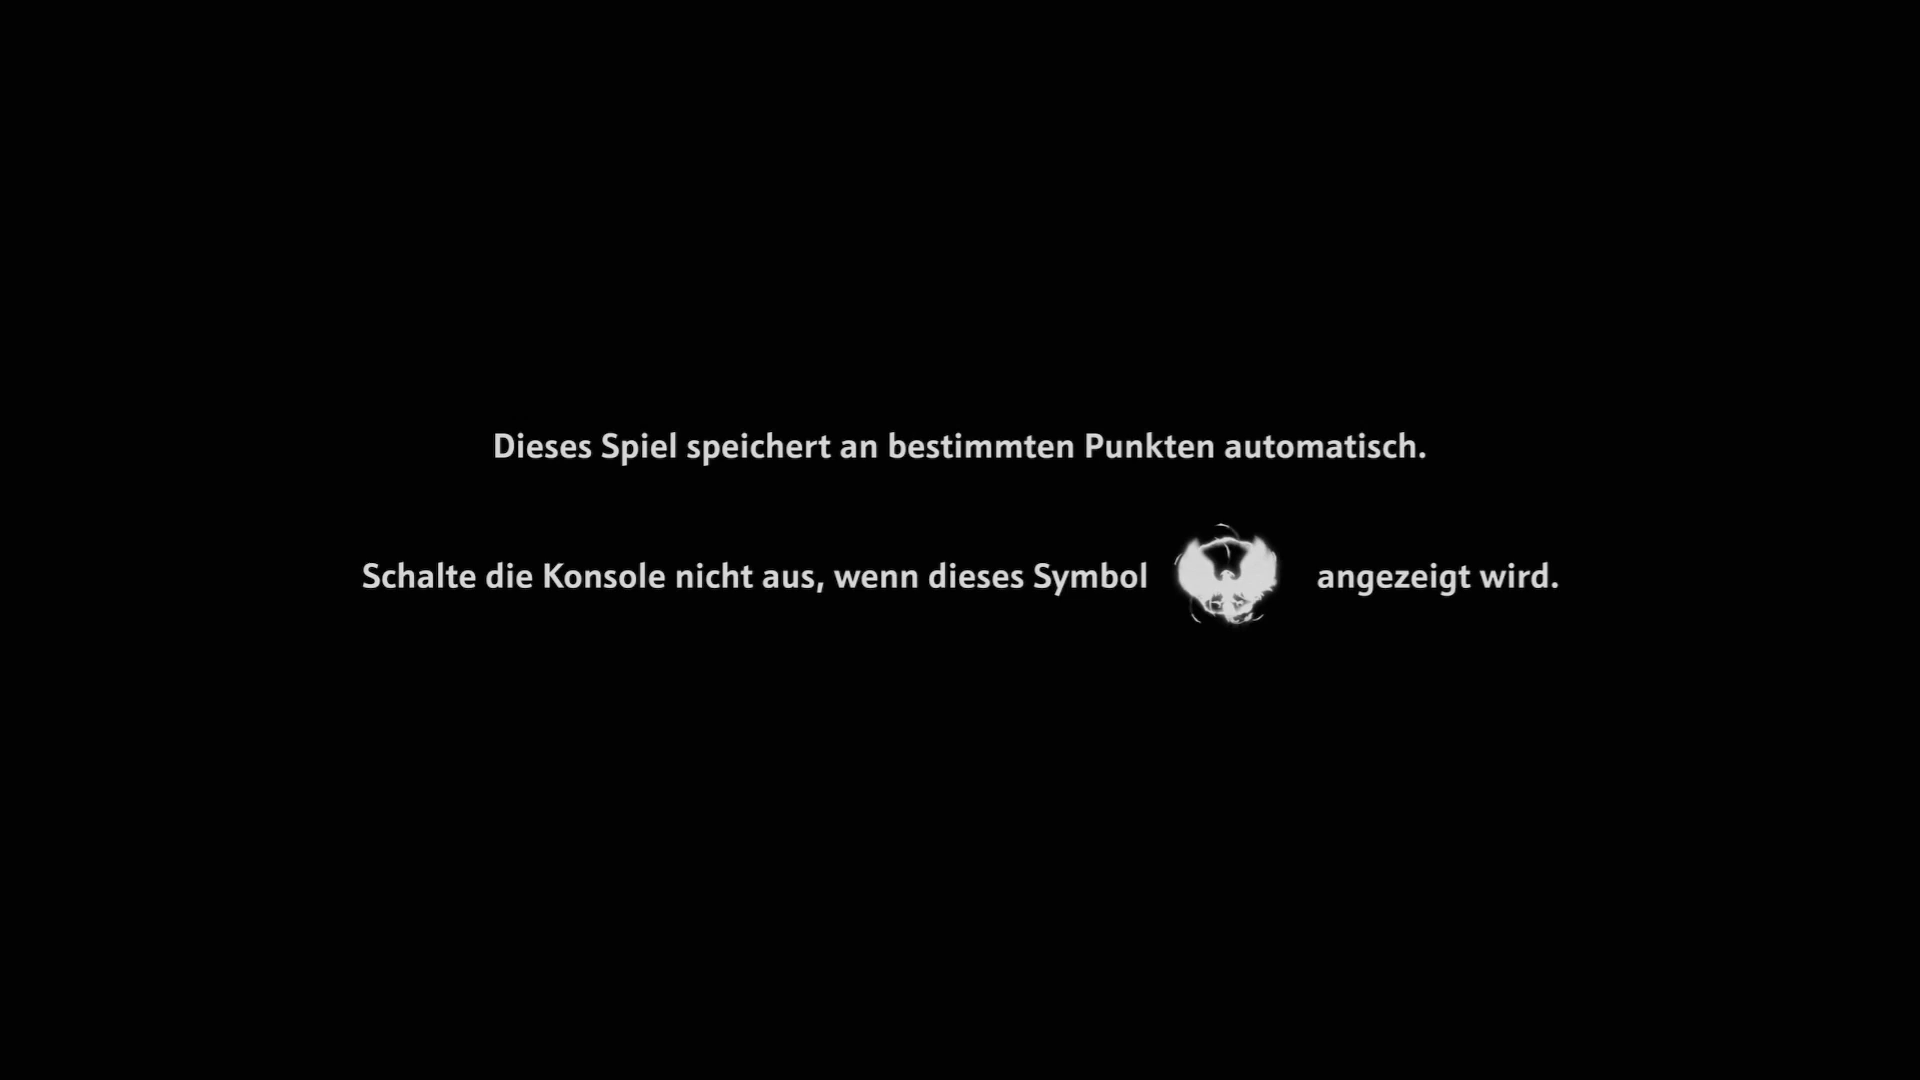 Dieses Spiel speichert an bestimmten Punkten automatisch.
Schalte die Konsole nicht aus, wenn dieses Symbol angezeigt wird.